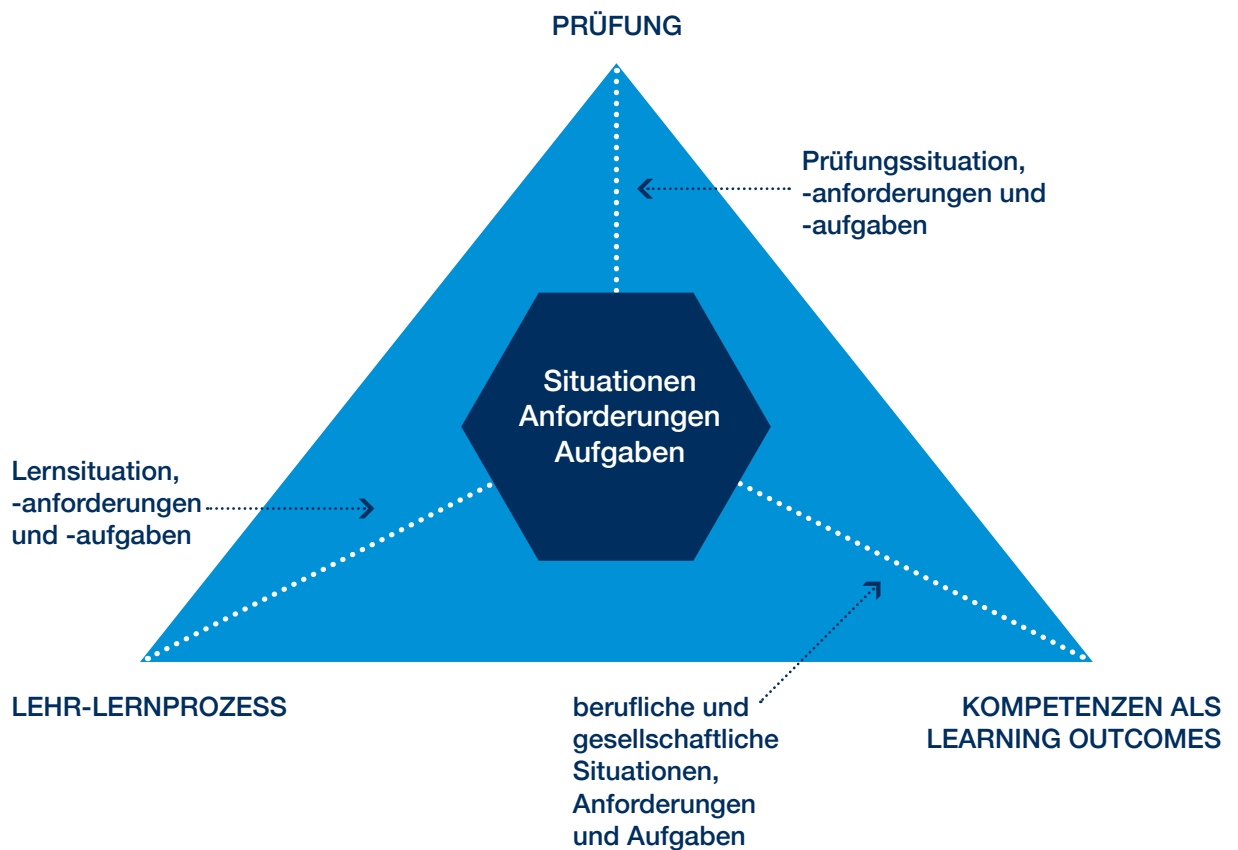 PRÜFUNG
Prüfungssituation,
-anforderungen und
-aufgaben
Situationen
Anforderungen
Aufgaben
Lernsituation,
-anforderungen
und -aufgaben
LEHR-LERNPROZESS
berufliche und
gesellschaftliche
Situationen,
Anforderungen
und Aufgaben
KOMPETENZEN ALS
LEARNING OUTCOMES